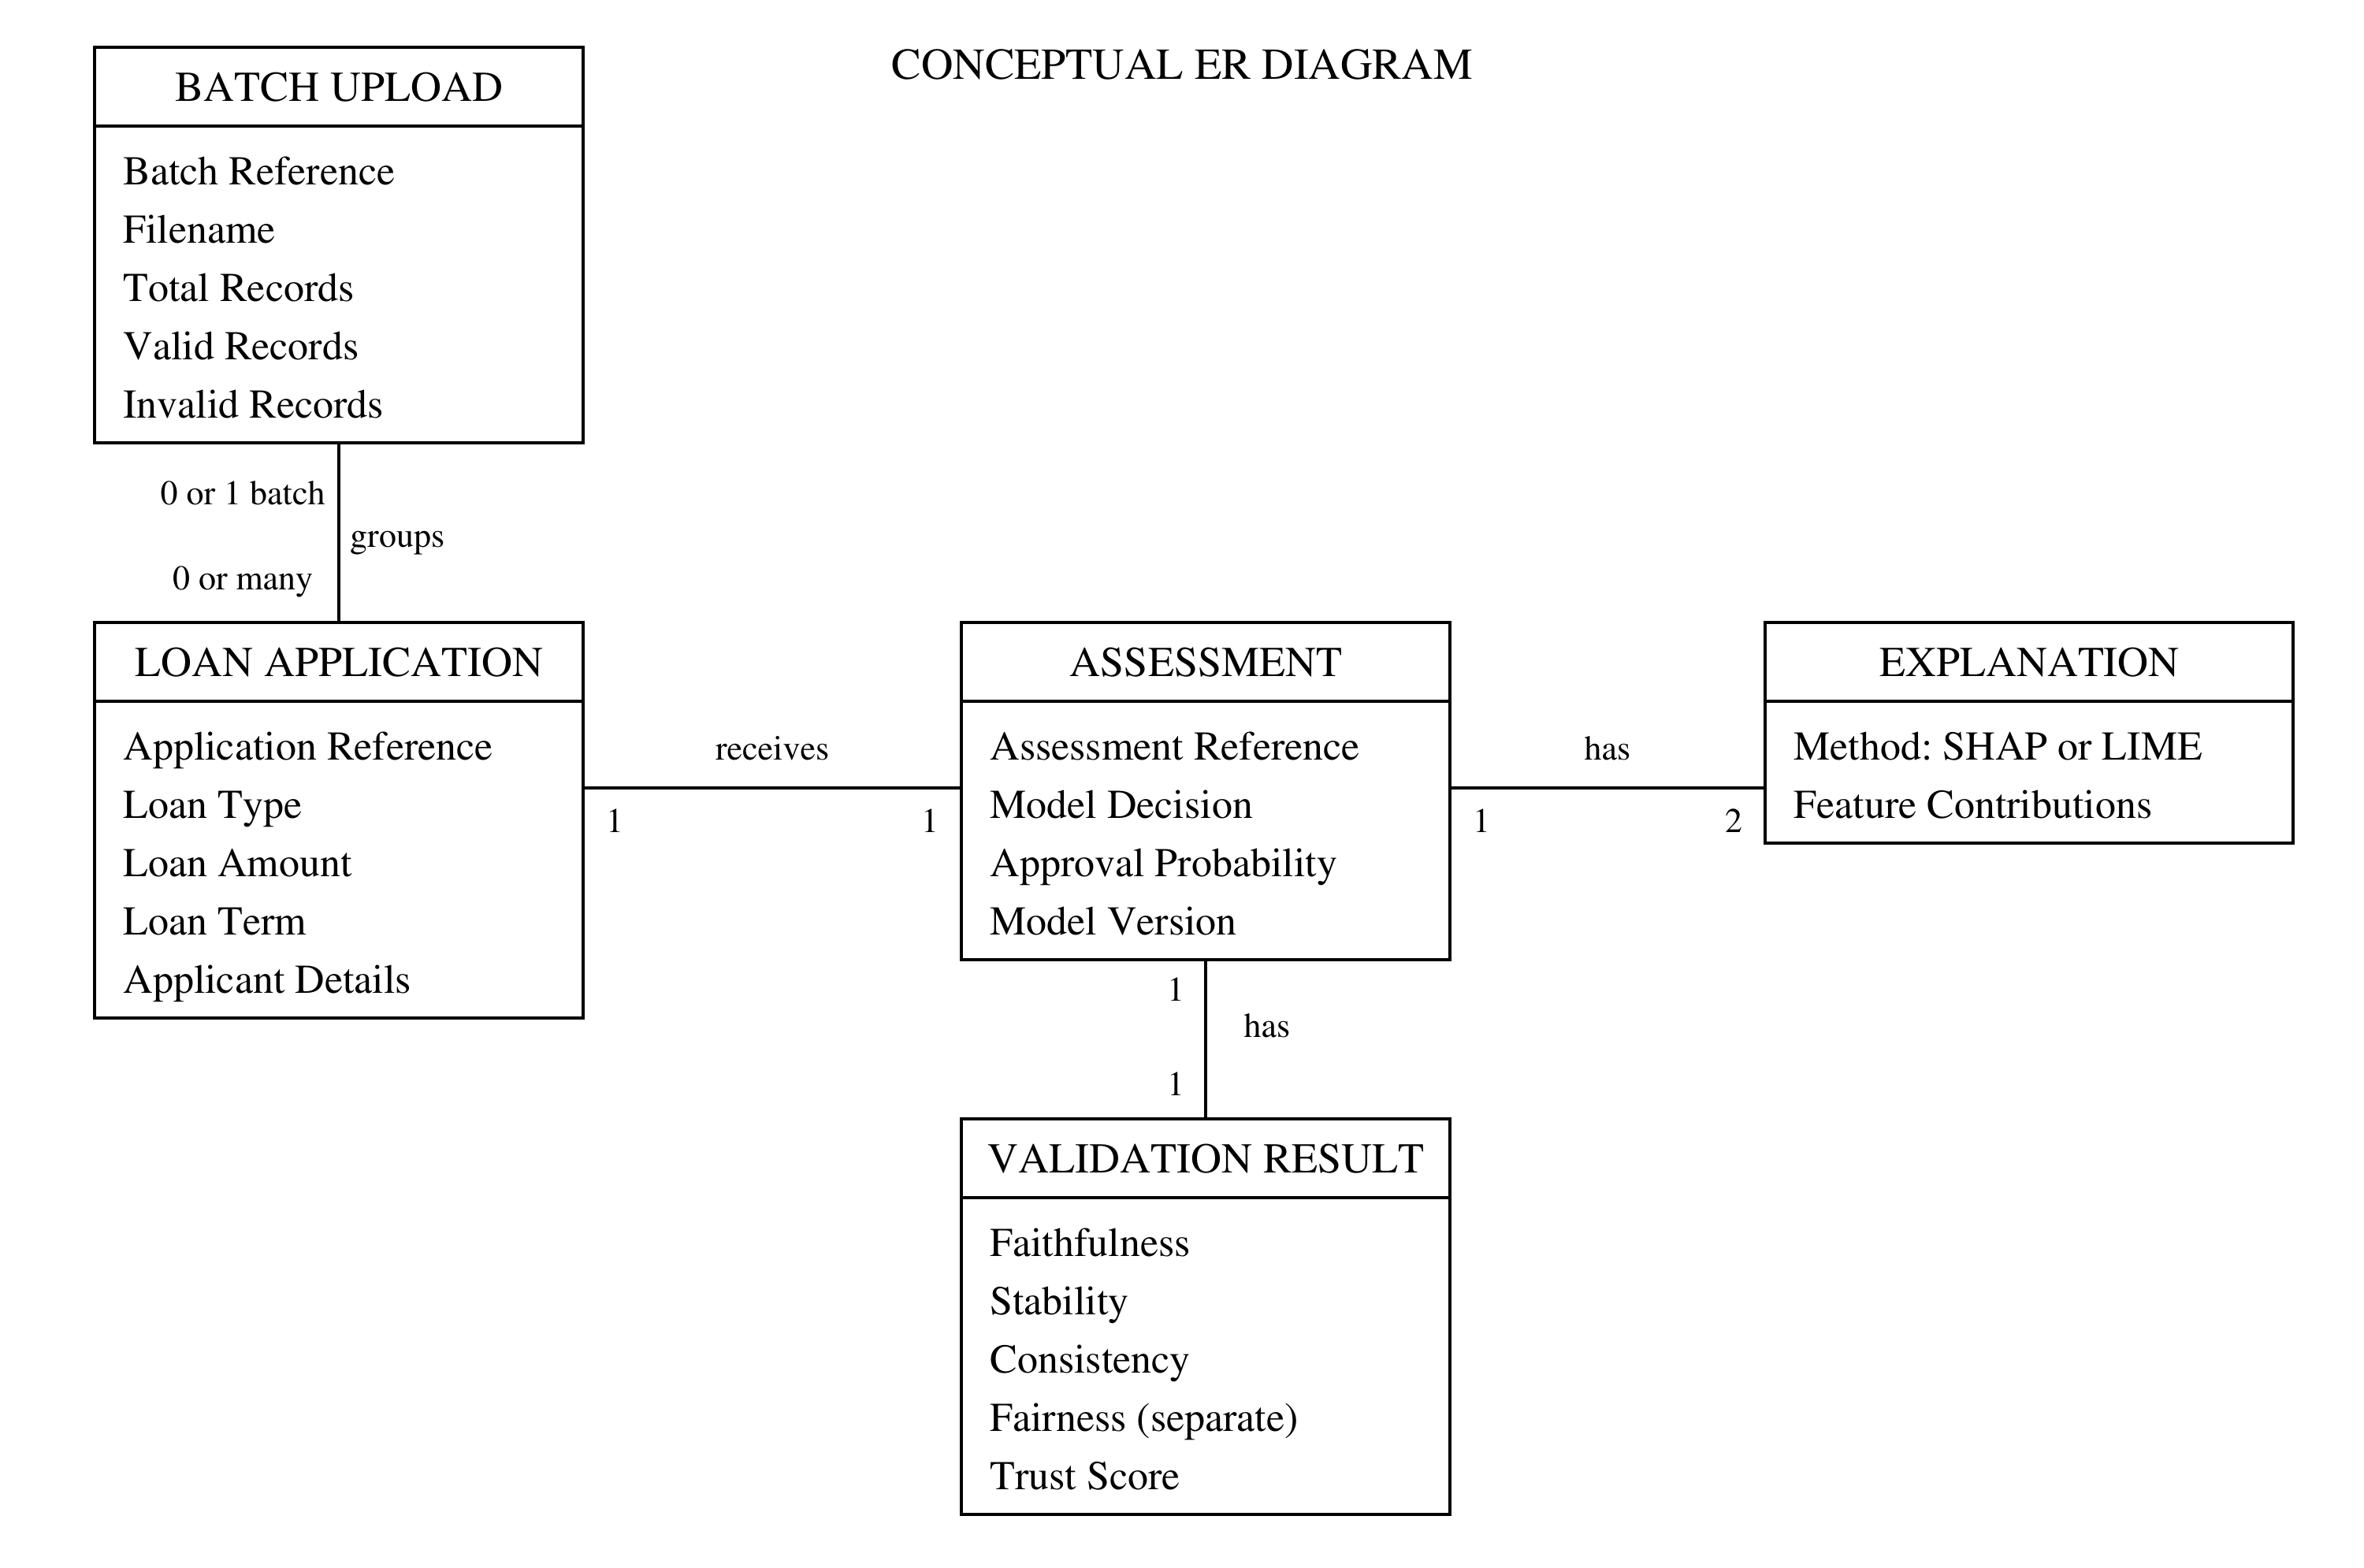 CONCEPTUAL ER DIAGRAM
BATCH UPLOAD
Batch Reference
Filename
Total Records
Valid Records
Invalid Records
0 or 1 batch
groups
0 or many
LOAN APPLICATION
Application Reference
Loan Type
Loan Amount
Loan Term
Applicant Details
receives
1
1
ASSESSMENT
Assessment Reference
Model Decision
Approval Probability
Model Version
has
1
2
EXPLANATION
Method: SHAP or LIME
Feature Contributions
1
has
1
VALIDATION RESULT
Faithfulness
Stability
Consistency
Fairness (separate)
Trust Score